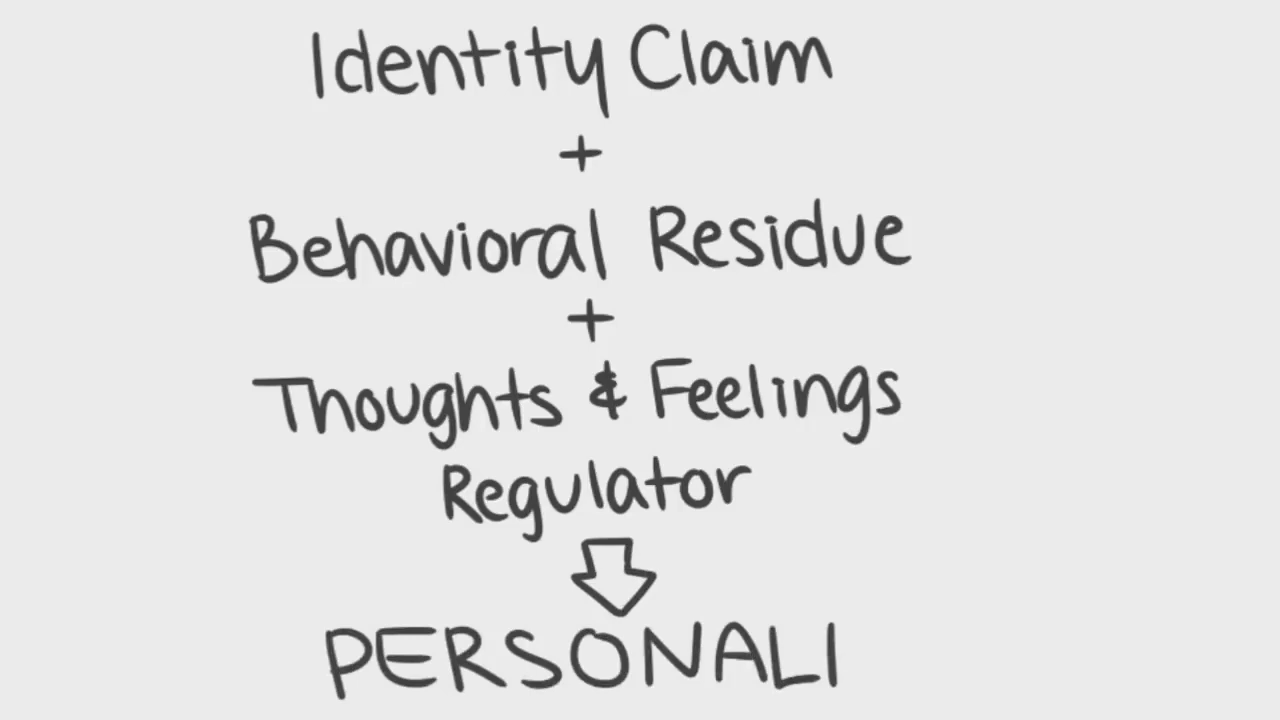 Identity Claim
+
Behavioral Residue
+
Thoughts & Feelings
Regulator
PERSONALI